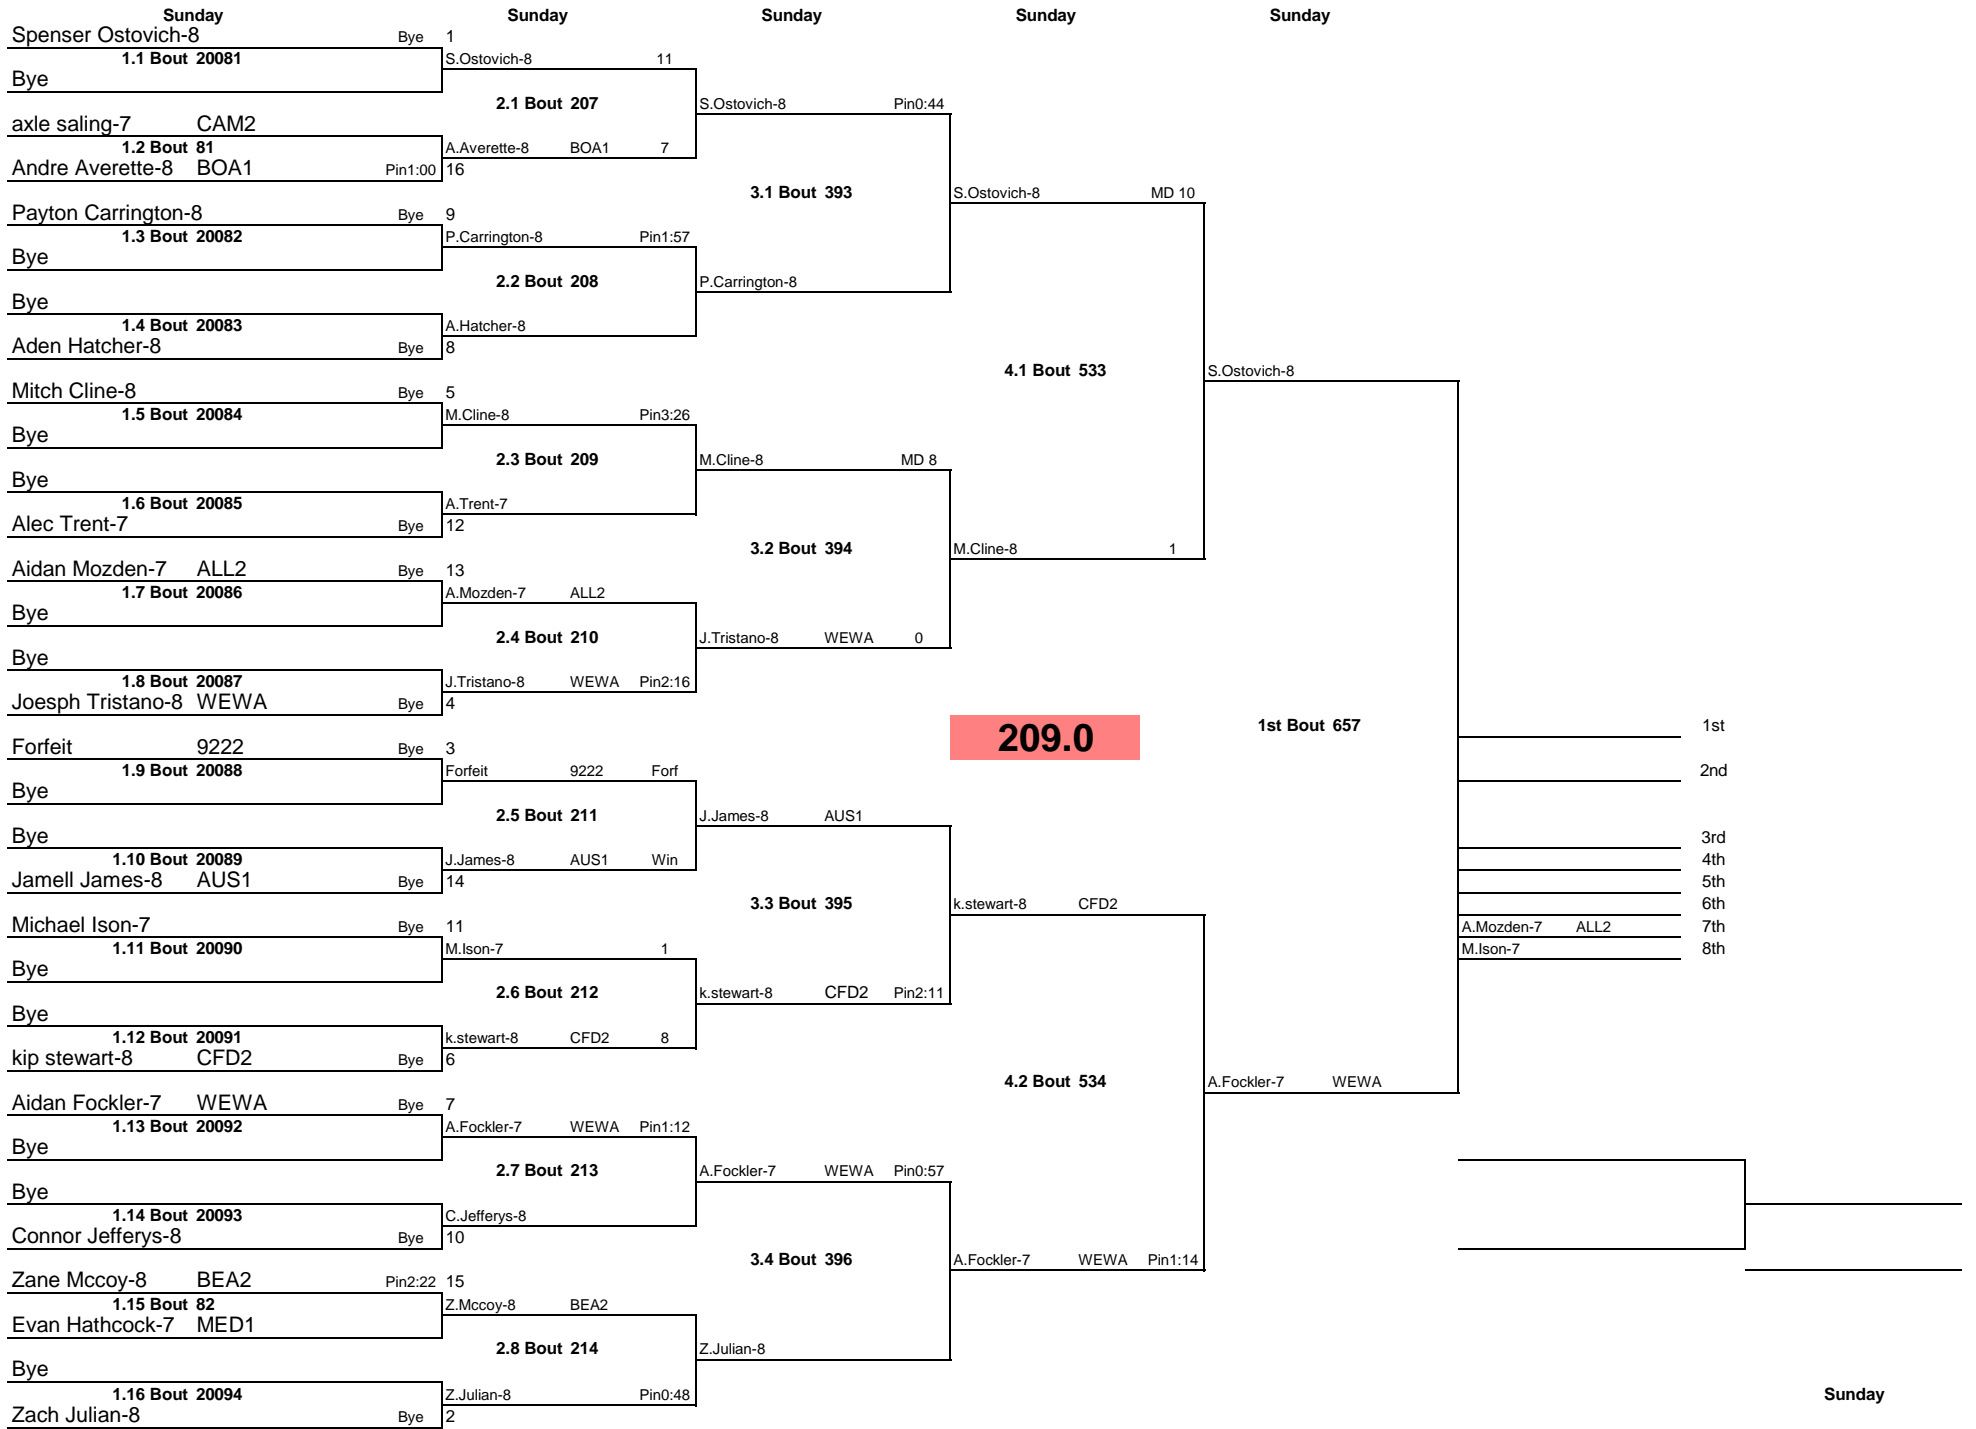 Sunday Sunday Sunday Sunday Sunday
Spenser Ostovich-8 Bye 1
1.1 Bout 20081
Bye
axle saling-7 CAM2
1.2 Bout 81
Andre Averette-8 BOA1 Pin1:00 16
Payton Carrington-8 Bye 9
1.3 Bout 20082
Bye
Bye
1.4 Bout 20083
Aden Hatcher-8 Bye 8
Mitch Cline-8 Bye 5
1.5 Bout 20084
Bye
Bye
1.6 Bout 20085
Alec Trent-7 Bye 12
Aidan Mozden-7 ALL2 Bye 13
1.7 Bout 20086
Bye
Bye
1.8 Bout 20087
Joesph Tristano-8 WEWA Bye 4
Forfeit 9222 Bye 3
1.9 Bout 20088
Bye
Bye
1.10 Bout 20089
Jamell James-8 AUS1 Bye 14
Michael Ison-7 Bye 11
1.11 Bout 20090
Bye
Bye
1.12 Bout 20091
kip stewart-8 CFD2 Bye 6
Aidan Fockler-7 WEWA Bye 7
1.13 Bout 20092
Bye
Bye
1.14 Bout 20093
Connor Jefferys-8 Bye 10
Zane Mccoy-8 BEA2 Pin2:22 15
1.15 Bout 82
Evan Hathcock-7 MED1
Bye
1.16 Bout 20094
Zach Julian-8 Bye 2
S.Ostovich-8 11
2.1 Bout 207
A.Averette-8 BOA1 7
P.Carrington-8 Pin1:57
2.2 Bout 208
A.Hatcher-8
M.Cline-8 Pin3:26
2.3 Bout 209
A.Trent-7
A.Mozden-7 ALL2
2.4 Bout 210
J.Tristano-8 WEWA Pin2:16
Forfeit 9222 Forf
2.5 Bout 211
J.James-8 AUS1 Win
M.Ison-7 1
2.6 Bout 212
k.stewart-8 CFD2 8
A.Fockler-7 WEWA Pin1:12
2.7 Bout 213
C.Jefferys-8
Z.Mccoy-8 BEA2
2.8 Bout 214
Z.Julian-8 Pin0:48
S.Ostovich-8 Pin0:44
3.1 Bout 393
P.Carrington-8
M.Cline-8 MD 8
3.2 Bout 394
J.Tristano-8 WEWA 0
J.James-8 AUS1
3.3 Bout 395
k.stewart-8 CFD2 Pin2:11
A.Fockler-7 WEWA Pin0:57
3.4 Bout 396
Z.Julian-8
S.Ostovich-8 MD 10
4.1 Bout 533
M.Cline-8 1
209.0
k.stewart-8 CFD2
4.2 Bout 534
A.Fockler-7 WEWA Pin1:14
S.Ostovich-8
1st Bout 657
A.Fockler-7 WEWA
1st
2nd
3rd
4th
5th
6th
A.Mozden-7 ALL2 7th
M.Ison-7 8th
Sunday